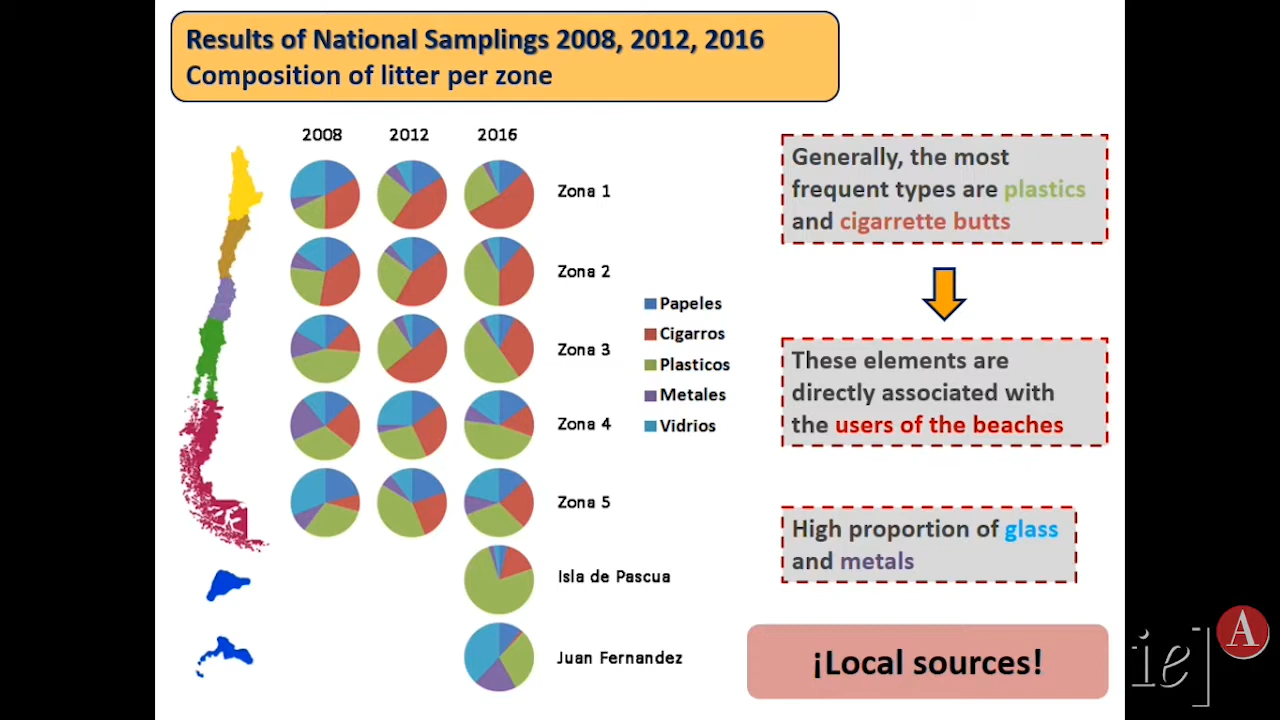 Results of National Samplings 2008, 2012, 2016
Composition of litter per zone
2008 2012 2016
Zona 1
Zona 2
Zona 3
Zona 4
Zona 5
Isla de Pascua
Juan Fernandez
Papeles
Cigarros
Plasticos
Metales
Vidrios
Generally, the most
frequent types are plastics
and cigarrette butts
These elements are
directly associated with
the users of the beaches
High proportion of glass
and metals
¡Local sources!
ie]
A